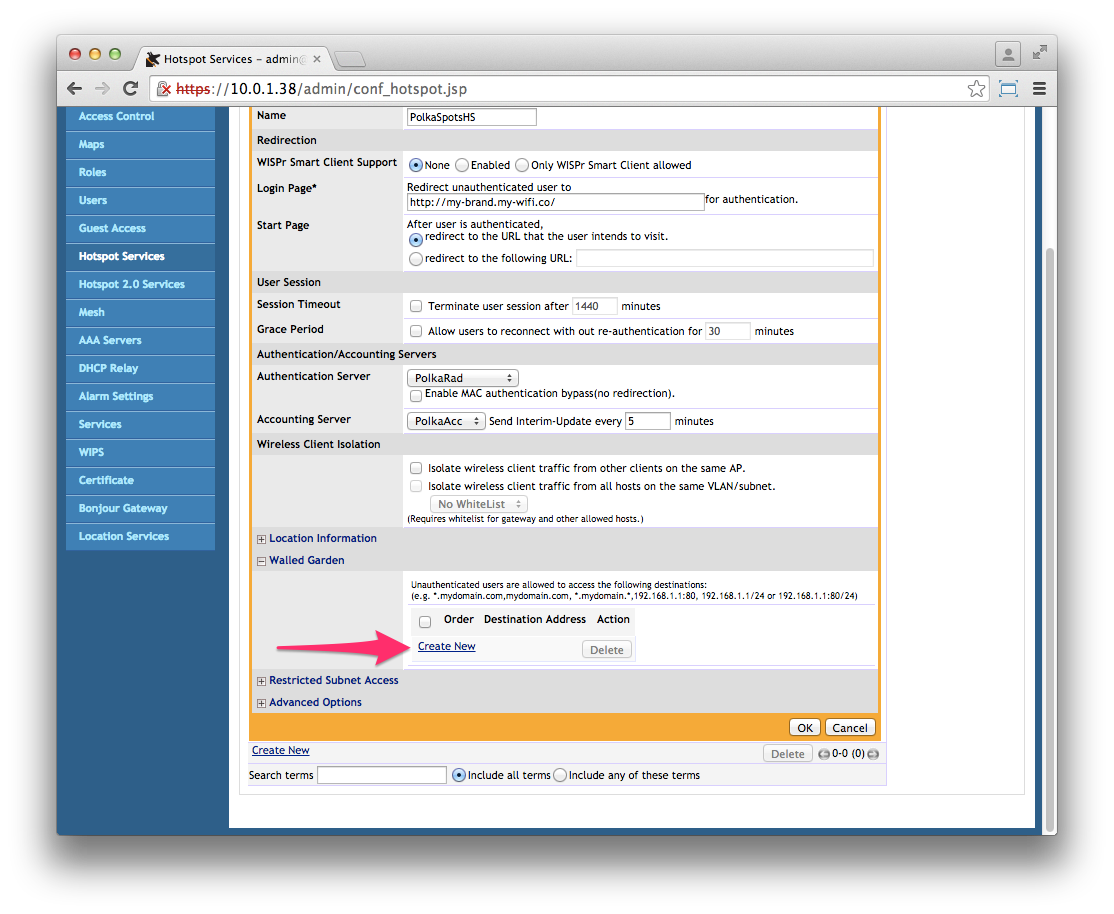 Hotspot Services – admin@
https://10.0.1.38/admin/conf_hotspot.jsp
Access Control
Maps
Roles
Users
Guest Access
Hotspot Services
Hotspot 2.0 Services
Mesh
AAA Servers
DHCP Relay
Alarm Settings
Services
WIPS
Certificate
Bonjour Gateway
Location Services
Name PolkaSpotsHS
Redirection
WISPr Smart Client Support None Enabled Only WISPr Smart Client allowed
Login Page* Redirect unauthenticated user to
http://my-brand.my-wifi.co/ for authentication.
Start Page After user is authenticated,
redirect to the URL that the user intends to visit.
redirect to the following URL:
User Session
Session Timeout Terminate user session after 1440 minutes
Grace Period Allow users to reconnect with out re-authentication for 30 minutes
Authentication/Accounting Servers
Authentication Server PolkaRad
Enable MAC authentication bypass(no redirection).
Accounting Server PolkaAcc Send Interim-Update every 5 minutes
Wireless Client Isolation
Isolate wireless client traffic from other clients on the same AP.
Isolate wireless client traffic from all hosts on the same VLAN/subnet.
No WhiteList
(Requires whitelist for gateway and other allowed hosts.)
Location Information
Walled Garden
Unauthenticated users are allowed to access the following destinations:
(e.g. *.mydomain.com,mydomain.com, *.mydomain.*,192.168.1.1:80, 192.168.1.1/24 or 192.168.1.1:80/24)
Order Destination Address Action
Create New Delete
Restricted Subnet Access
Advanced Options
OK Cancel
Create New Delete 0-0 (0)
Search terms Include all terms Include any of these terms